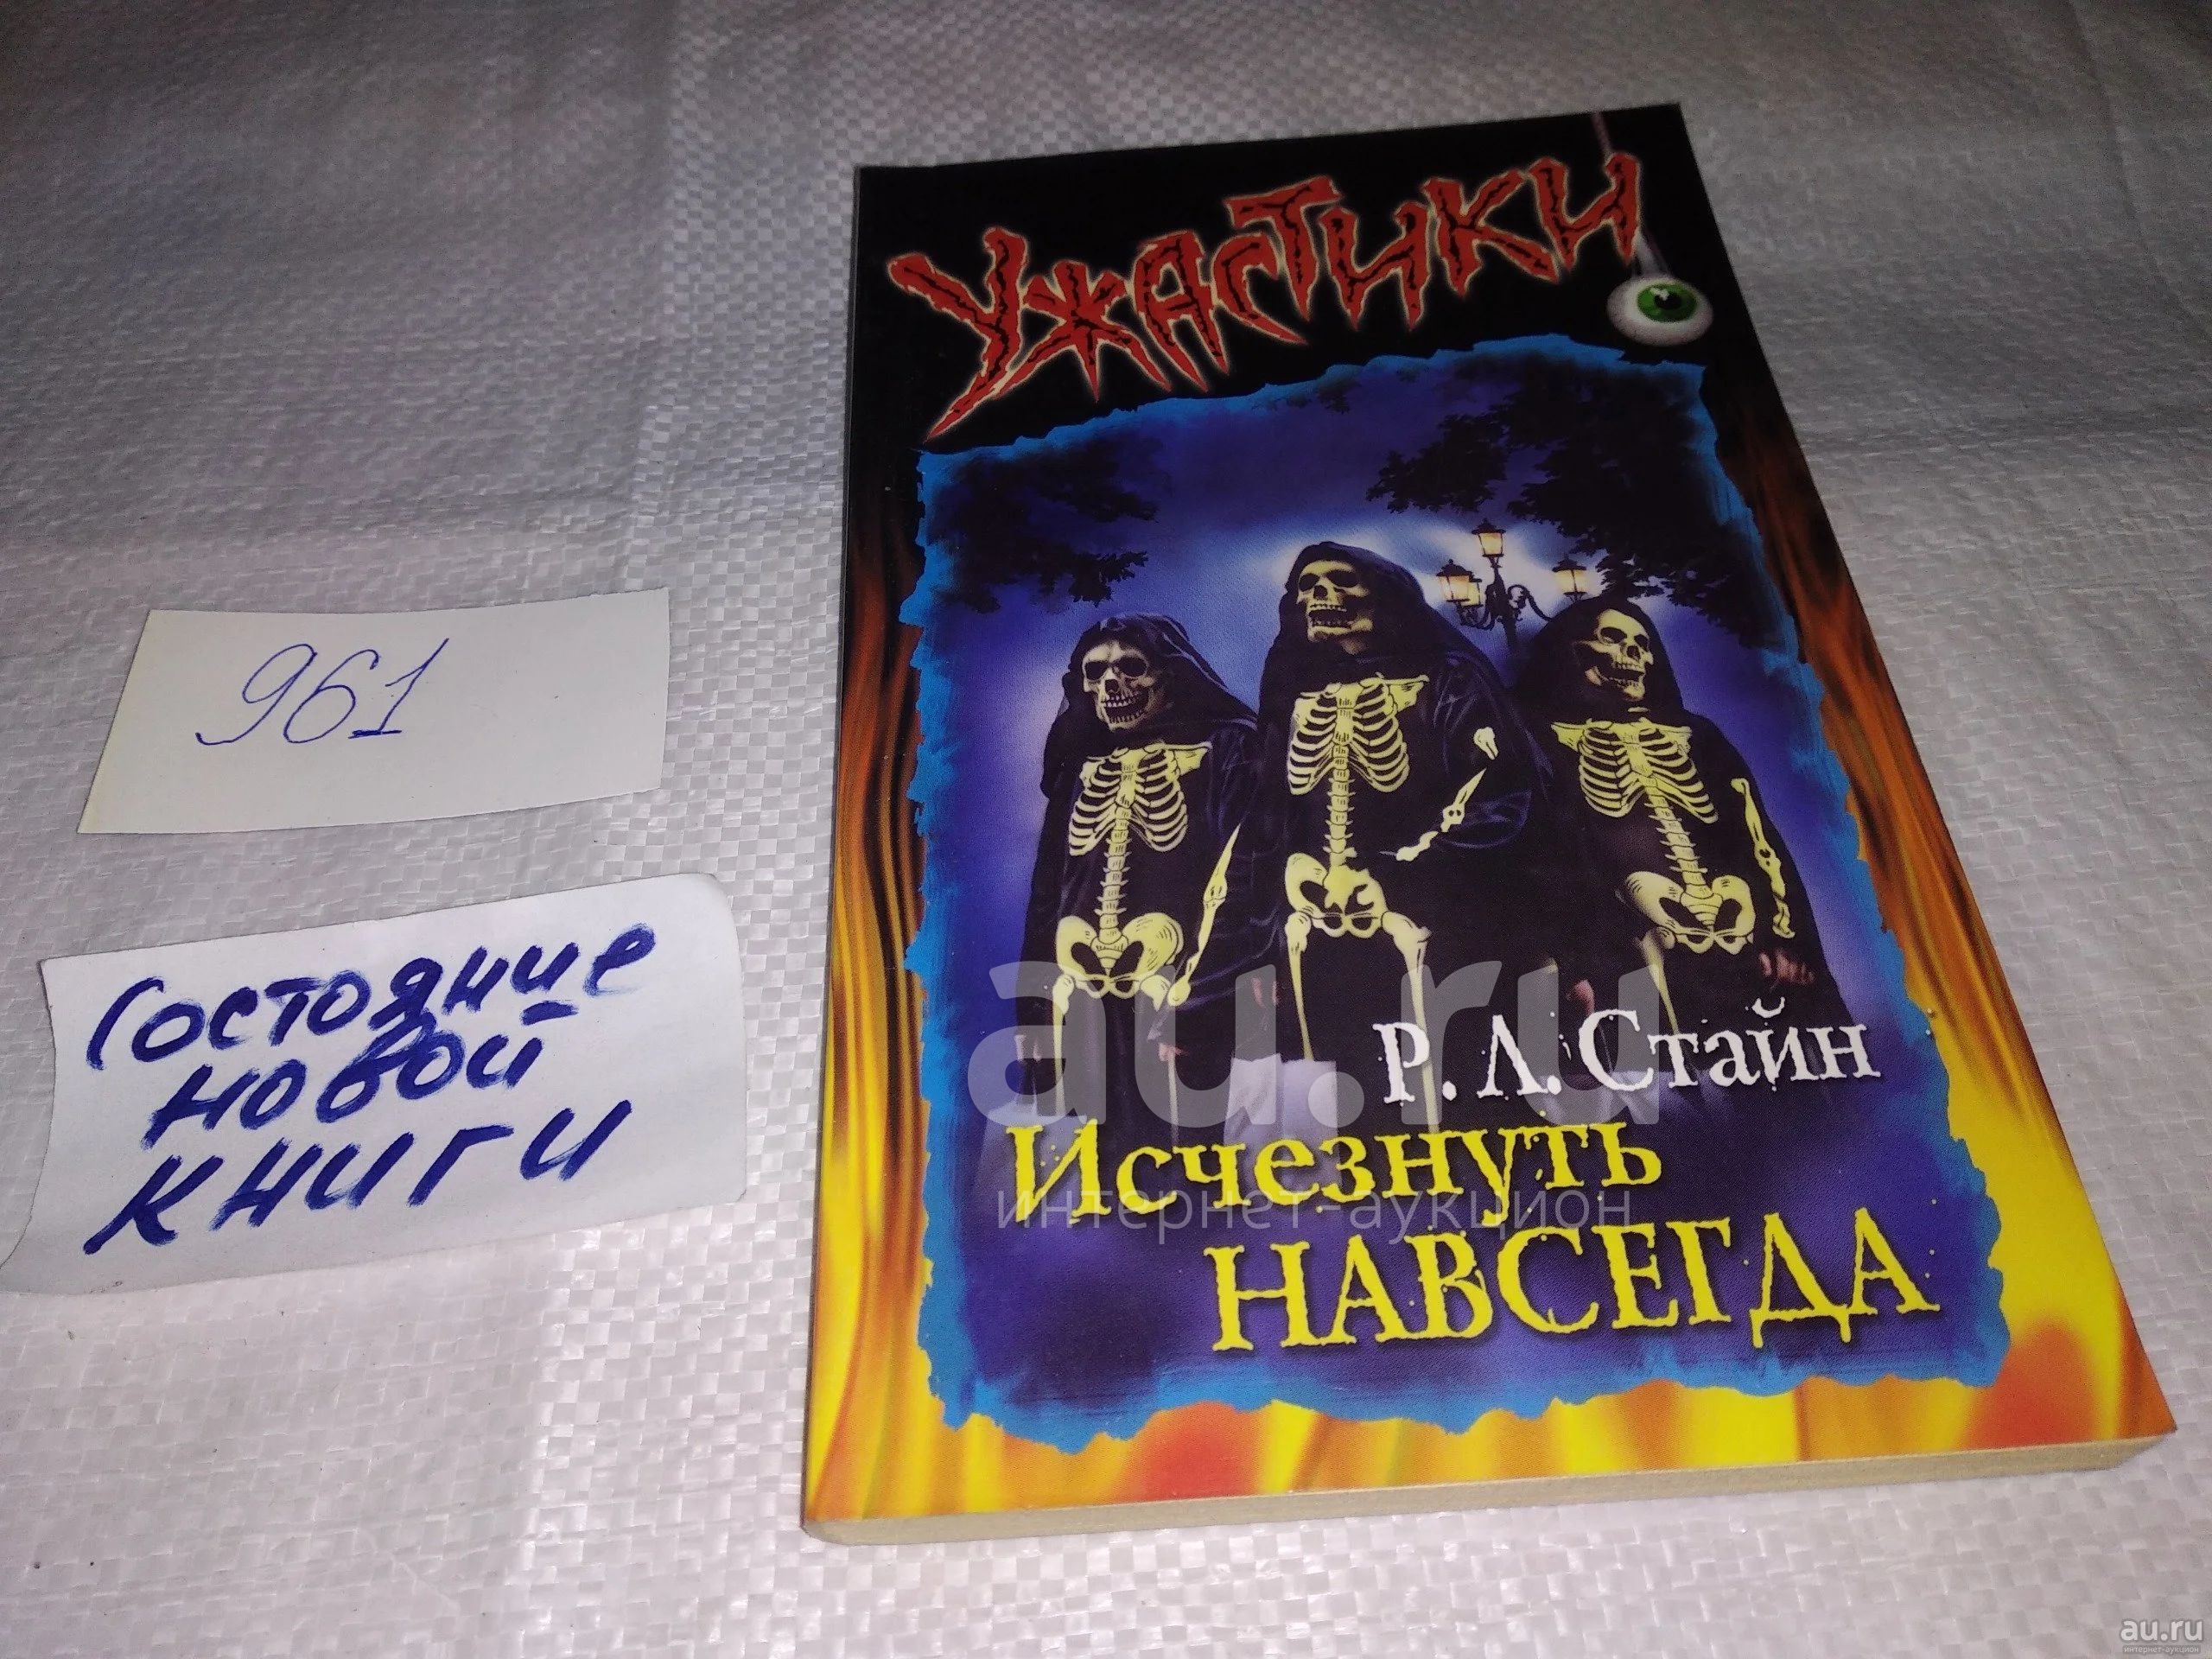 961
Состояние
новой
книги
Ужастики
Р. Л. Стайн
Исчезнуть
НАВСЕГДА
au.ru
интернет-аукцион
au.ru
интернет-аукцион